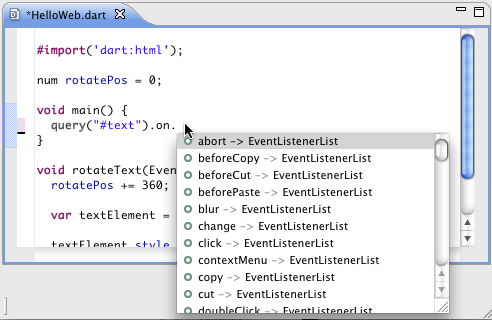 *HelloWeb.dart
#import('dart:html');
num rotatePos = 0;
void main() {
query("#text").on.
}
void rotateText(Even
rotatePos += 360;
var textElement =
textElement.style
abort -> EventListenerList
beforeCopy -> EventListenerList
beforeCut -> EventListenerList
beforePaste -> EventListenerList
blur -> EventListenerList
change -> EventListenerList
click -> EventListenerList
contextMenu -> EventListenerList
copy -> EventListenerList
cut -> EventListenerList
doubleClick -> EventListenerList